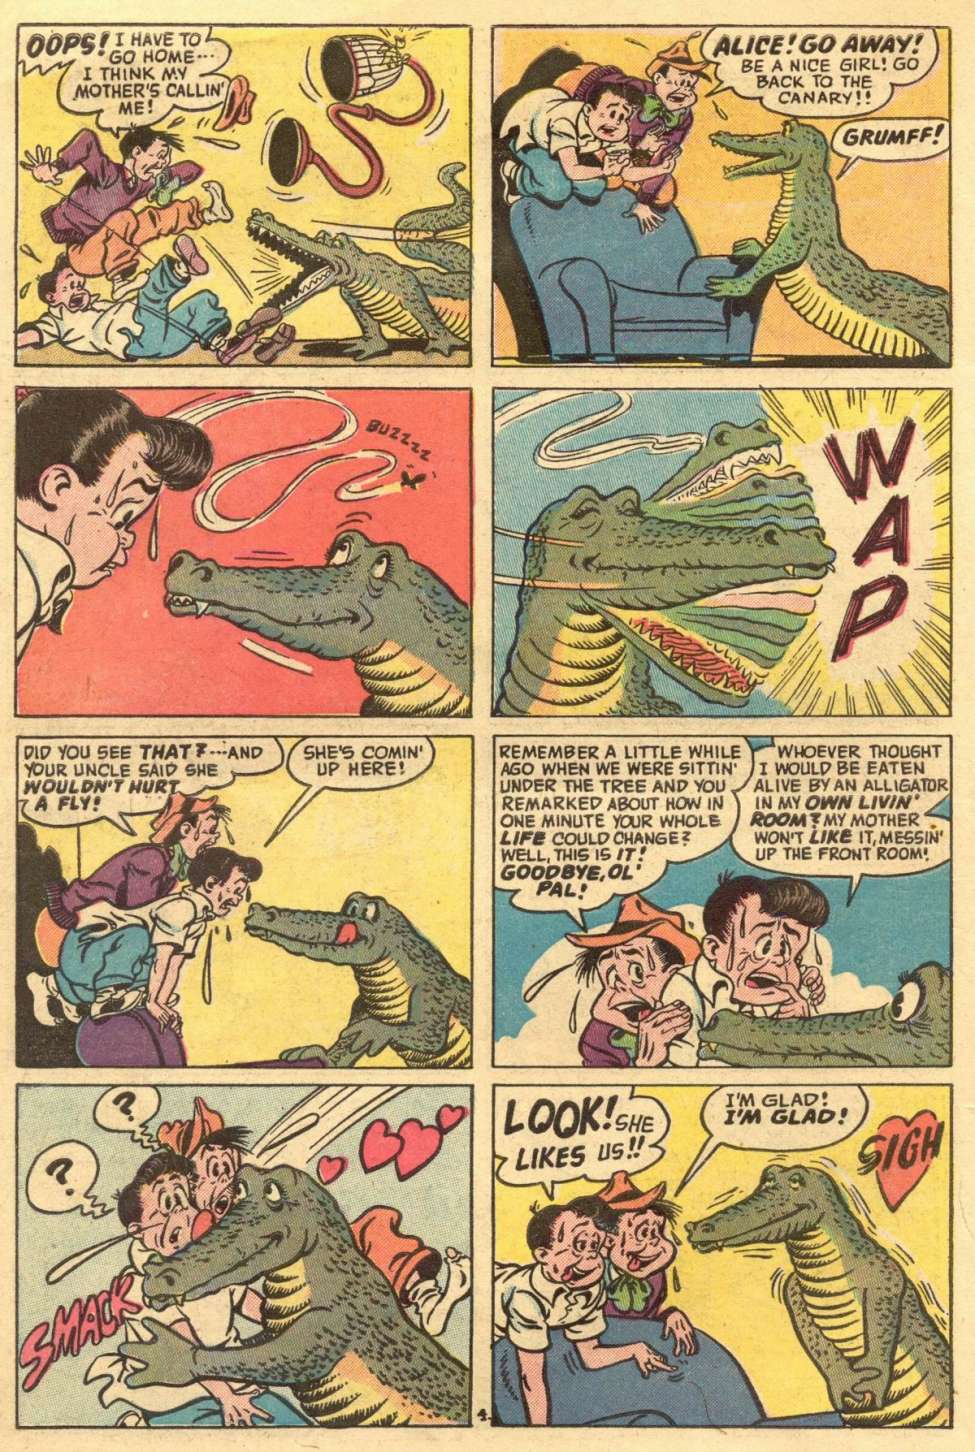 OOPS! I HAVE TO
GO HOME...
I THINK MY
MOTHER'S CALLIN'
ME!
ALICE! GO AWAY!
BE A NICE GIRL! GO
BACK TO THE
CANARY!!
GRUMFF!
BUZZZZ
WAP
DID YOU SEE THAT?...AND
YOUR UNCLE SAID SHE
WOULDN'T HURT
A FLY!
SHE'S COMIN'
UP HERE!
REMEMBER A LITTLE WHILE
AGO WHEN WE WERE SITTIN'
UNDER THE TREE AND YOU
REMARKED ABOUT HOW IN
ONE MINUTE YOUR WHOLE
LIFE COULD CHANGE?
WELL, THIS IS IT!
GOODBYE, OL'
PAL!
WHOEVER THOUGHT
I WOULD BE EATEN
ALIVE BY AN ALLIGATOR
IN MY OWN LIVIN'
ROOM? MY MOTHER
WON'T LIKE IT, MESSIN'
UP THE FRONT ROOM!
?
?
SMACK
LOOK! SHE
LIKES US!!
I'M GLAD!
I'M GLAD!
SIGH
4